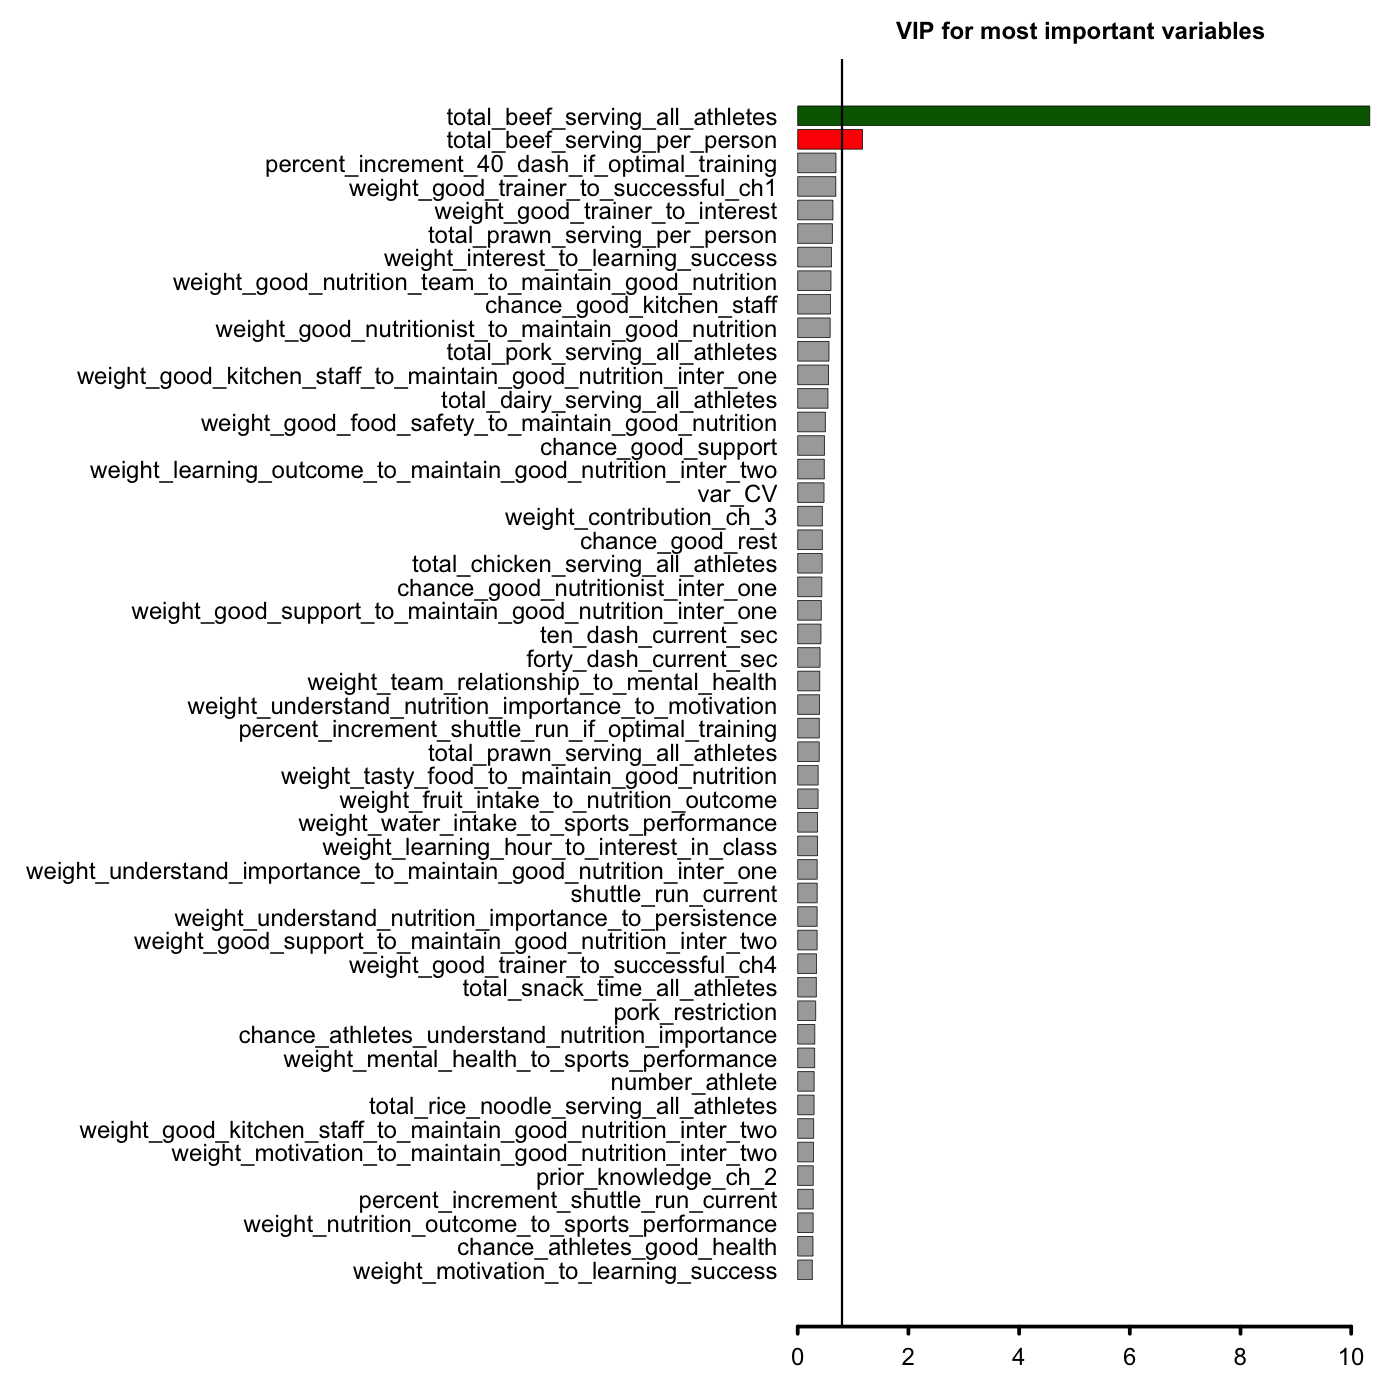 VIP for most important variables
total_beef_serving_all_athletes
total_beef_serving_per_person
percent_increment_40_dash_if_optimal_training
weight_good_trainer_to_successful_ch1
weight_good_trainer_to_interest
total_prawn_serving_per_person
weight_interest_to_learning_success
weight_good_nutrition_team_to_maintain_good_nutrition
chance_good_kitchen_staff
weight_good_nutritionist_to_maintain_good_nutrition
total_pork_serving_all_athletes
weight_good_kitchen_staff_to_maintain_good_nutrition_inter_one
total_dairy_serving_all_athletes
weight_good_food_safety_to_maintain_good_nutrition
chance_good_support
weight_learning_outcome_to_maintain_good_nutrition_inter_two
var_CV
weight_contribution_ch_3
chance_good_rest
total_chicken_serving_all_athletes
chance_good_nutritionist_inter_one
weight_good_support_to_maintain_good_nutrition_inter_one
ten_dash_current_sec
forty_dash_current_sec
weight_team_relationship_to_mental_health
weight_understand_nutrition_importance_to_motivation
percent_increment_shuttle_run_if_optimal_training
total_prawn_serving_all_athletes
weight_tasty_food_to_maintain_good_nutrition
weight_fruit_intake_to_nutrition_outcome
weight_water_intake_to_sports_performance
weight_learning_hour_to_interest_in_class
weight_understand_importance_to_maintain_good_nutrition_inter_one
shuttle_run_current
weight_understand_nutrition_importance_to_persistence
weight_good_support_to_maintain_good_nutrition_inter_two
weight_good_trainer_to_successful_ch4
total_snack_time_all_athletes
pork_restriction
chance_athletes_understand_nutrition_importance
weight_mental_health_to_sports_performance
number_athlete
total_rice_noodle_serving_all_athletes
weight_good_kitchen_staff_to_maintain_good_nutrition_inter_two
weight_motivation_to_maintain_good_nutrition_inter_two
prior_knowledge_ch_2
percent_increment_shuttle_run_current
weight_nutrition_outcome_to_sports_performance
chance_athletes_good_health
weight_motivation_to_learning_success
0 2 4 6 8 10